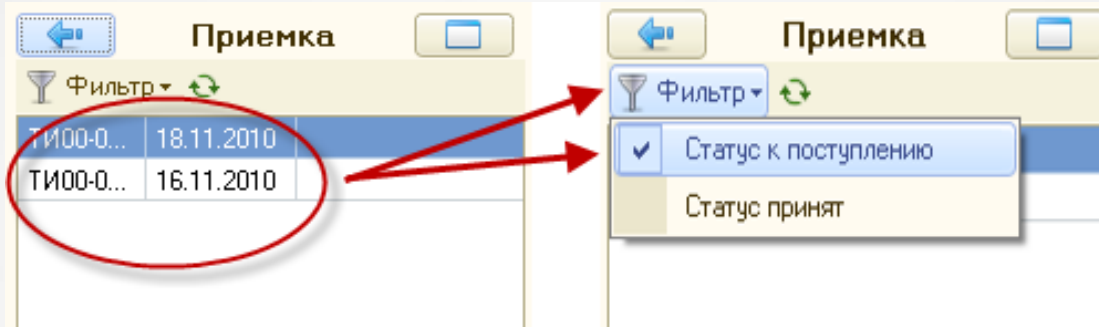 Приемка
Фильтр
ТИ00-0... 18.11.2010
ТИ00-0... 16.11.2010
Приемка
Фильтр
Статус к поступлению
Статус принят